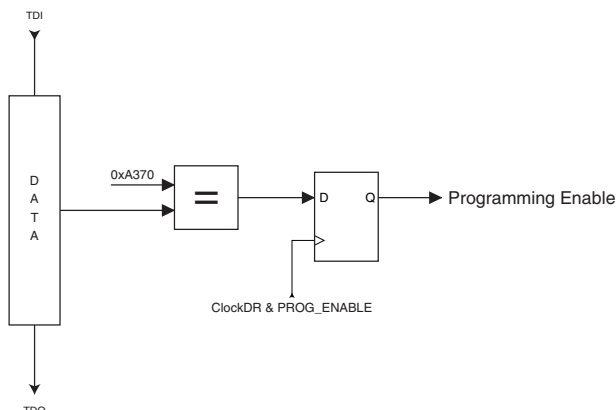 TDI
D
A
T
A
0xA370
=
D Q
Programming Enable
ClockDR & PROG_ENABLE
TDO